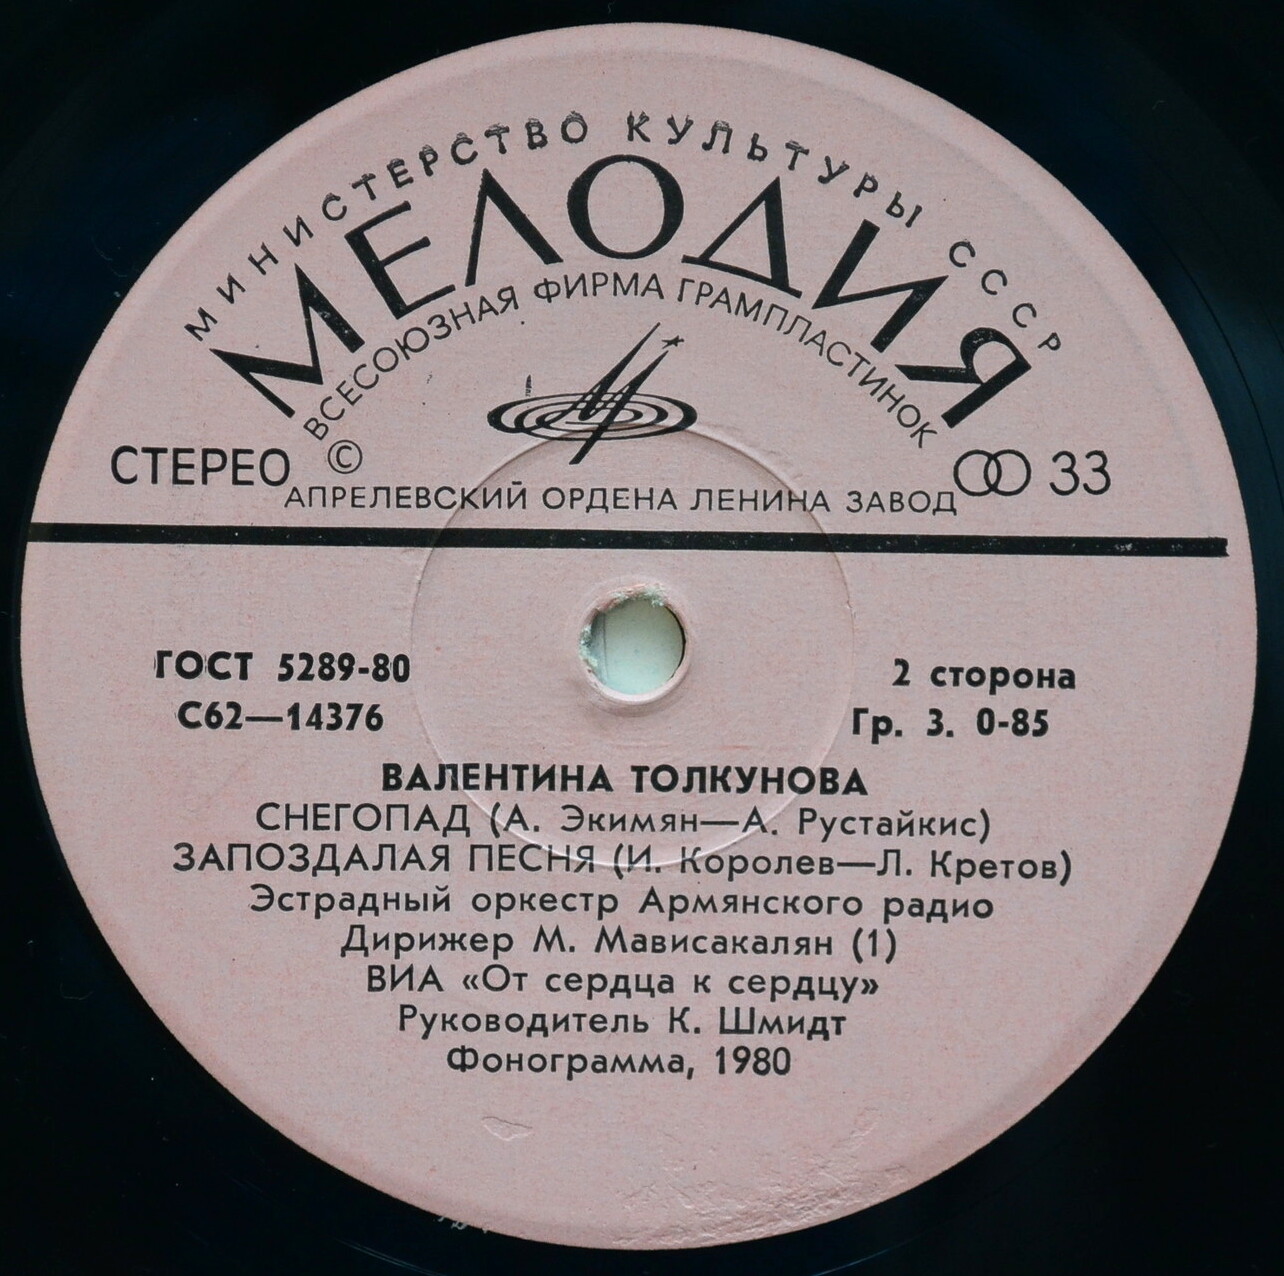 МИНИСТЕРСТВО КУЛЬТУРЫ СССР
МЕЛОДИЯ
ВСЕСОЮЗНАЯ ФИРМА ГРАМПЛАСТИНОК
СТЕРЕО © 33
АПРЕЛЕВСКИЙ ОРДЕНА ЛЕНИНА ЗАВОД
ГОСТ 5289-80
С62—14376
2 сторона
Гр. 3. 0-85
ВАЛЕНТИНА ТОЛКУНОВА
СНЕГОПАД (А. Экимян—А. Рустайкис)
ЗАПОЗДАЛАЯ ПЕСНЯ (И. Королев—Л. Кретов)
Эстрадный оркестр Армянского радио
Дирижер М. Мависакалян (1)
ВИА «От сердца к сердцу»
Руководитель К. Шмидт
Фонограмма, 1980